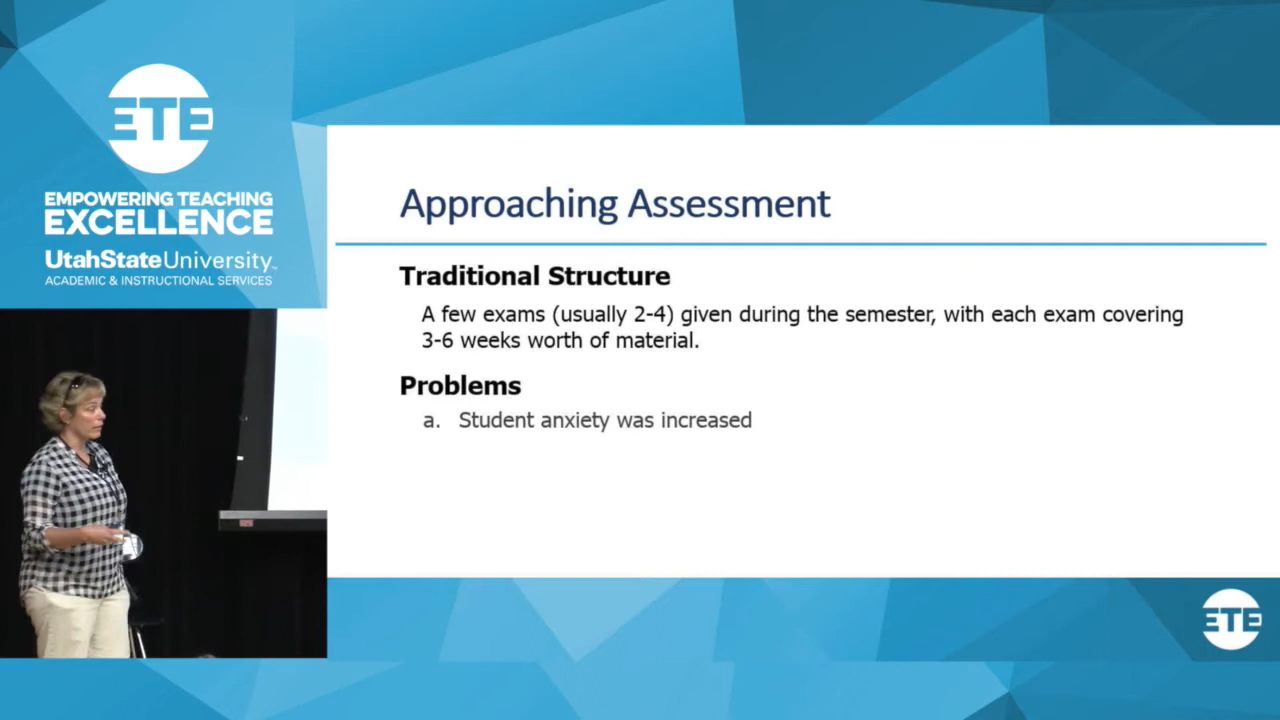 ETE
EMPOWERING TEACHING
EXCELLENCE
UtahStateUniversity
ACADEMIC & INSTRUCTIONAL SERVICES
Approaching Assessment
Traditional Structure
A few exams (usually 2-4) given during the semester, with each exam covering
3-6 weeks worth of material.
Problems
a. Student anxiety was increased
ETE